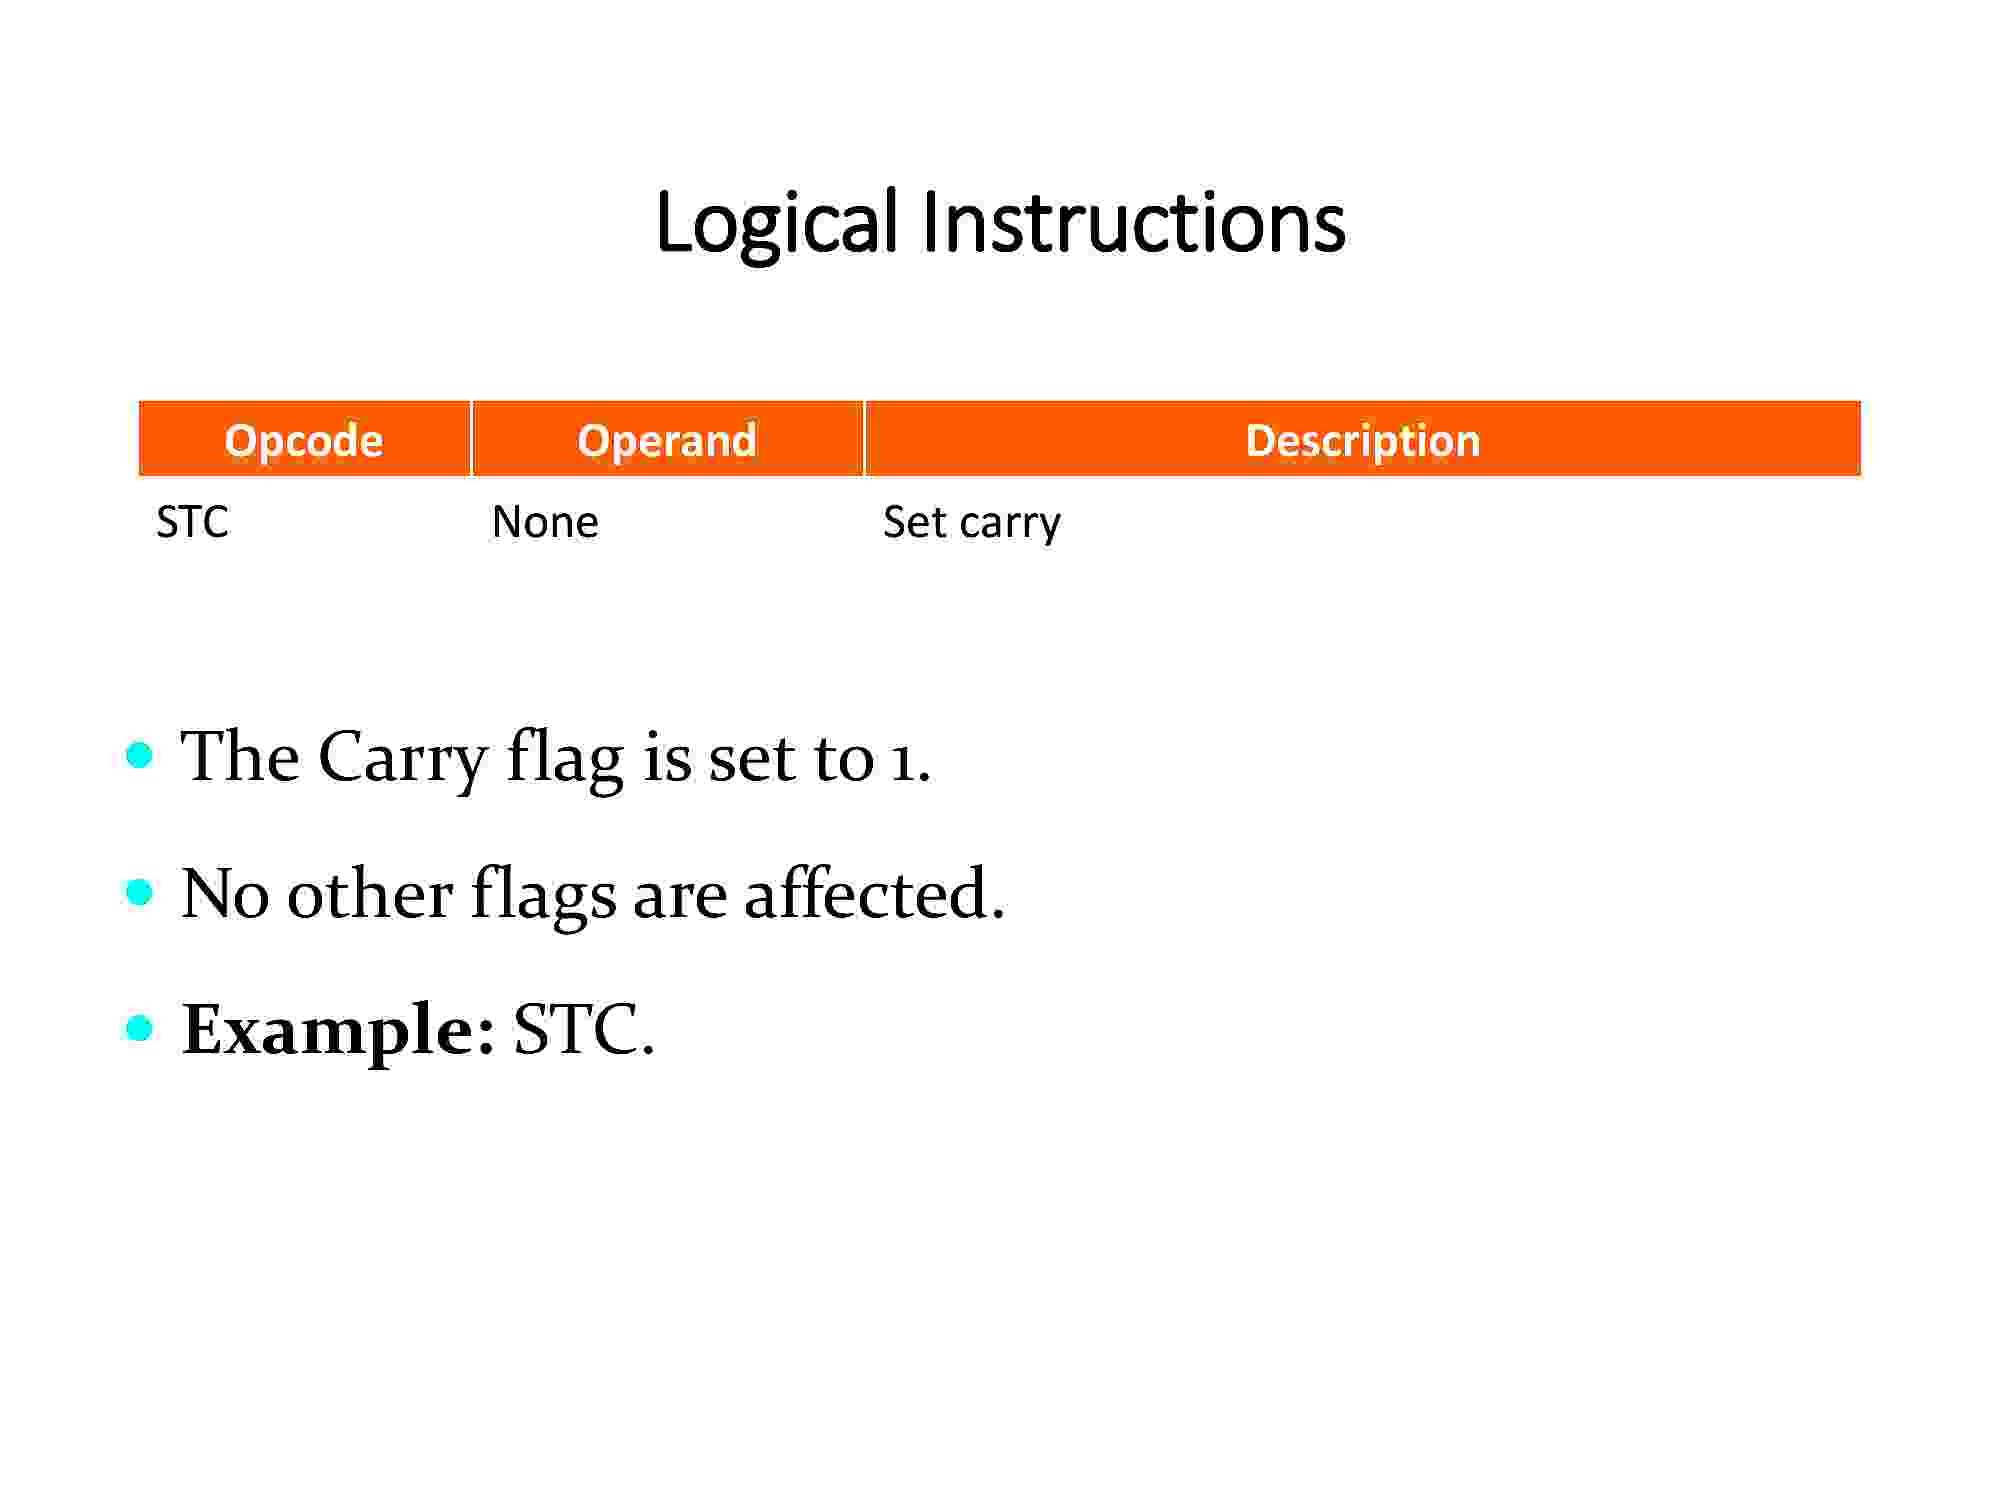 Logical Instructions
Opcode Operand Description
STC None Set carry
• The Carry flag is set to 1.
• No other flags are affected.
• Example: STC.